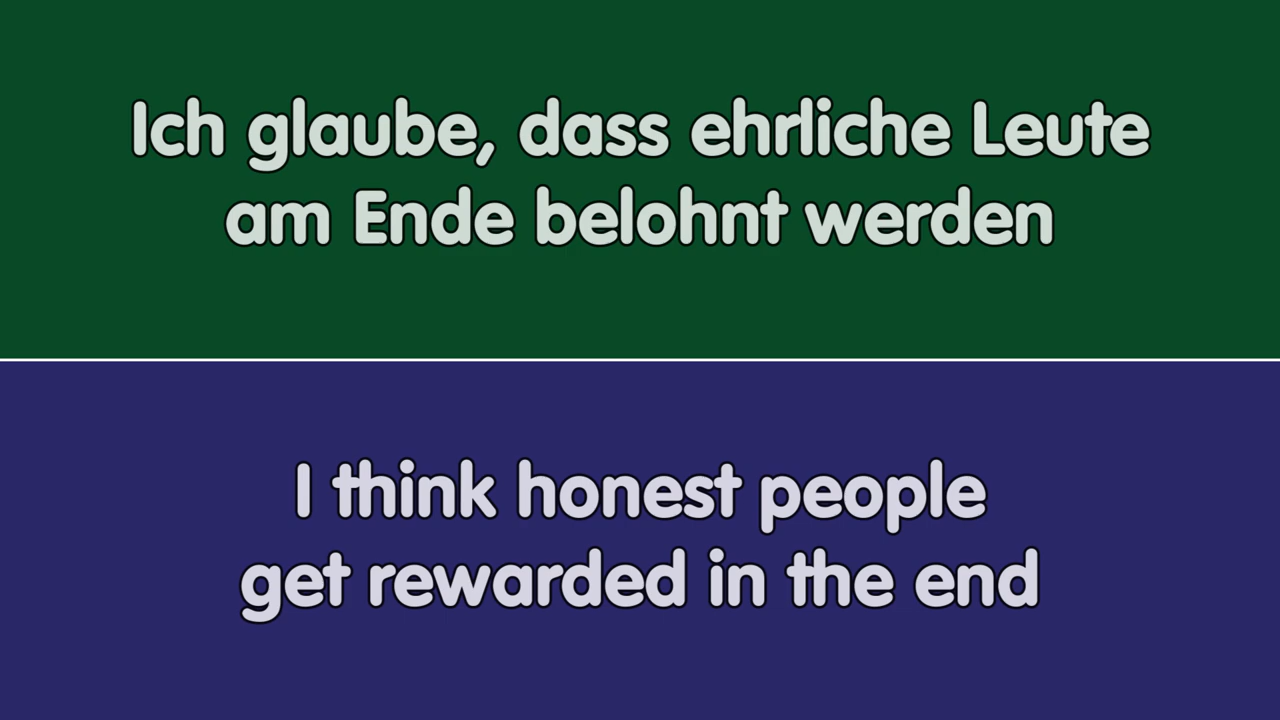 Ich glaube, dass ehrliche Leute
am Ende belohnt werden
I think honest people
get rewarded in the end